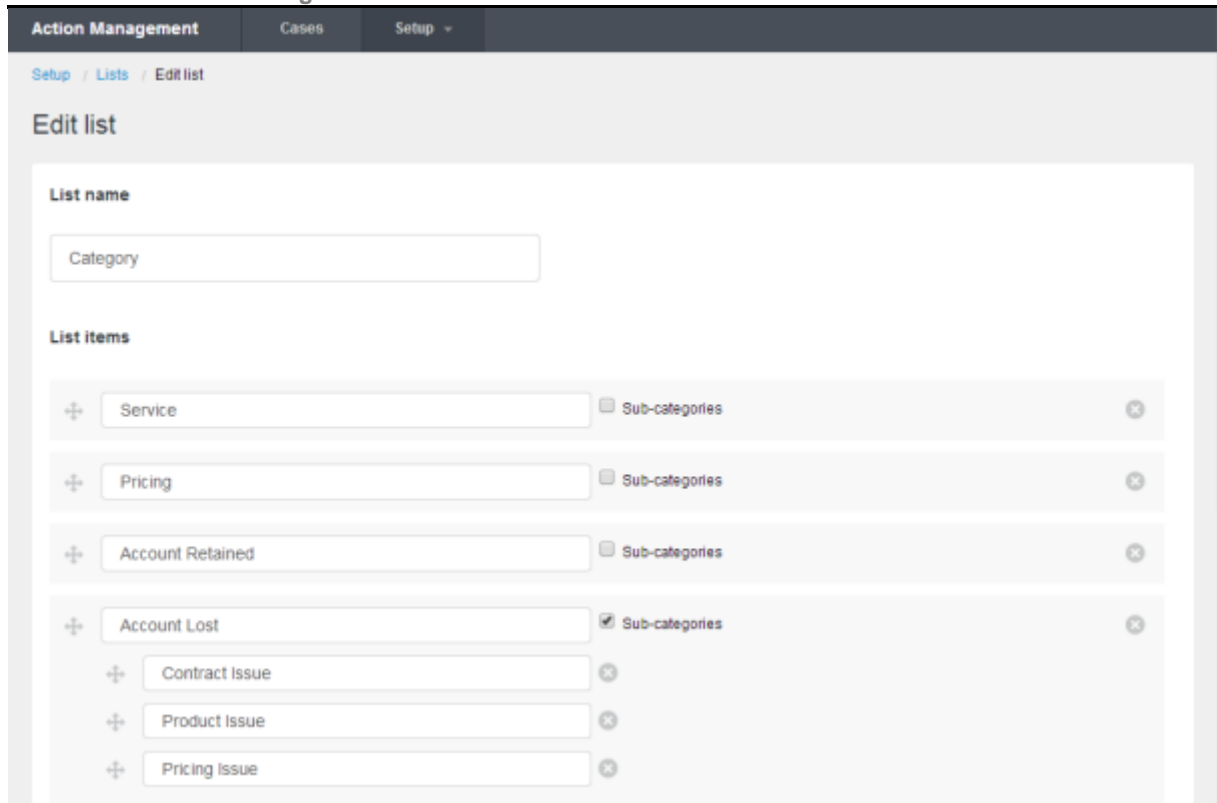 Action Management Cases Setup
Setup / Lists / Edit list
Edit list
List name
Category
List items
Service Sub-categories
Pricing Sub-categories
Account Retained Sub-categories
Account Lost Sub-categories
Contract Issue
Product Issue
Pricing Issue